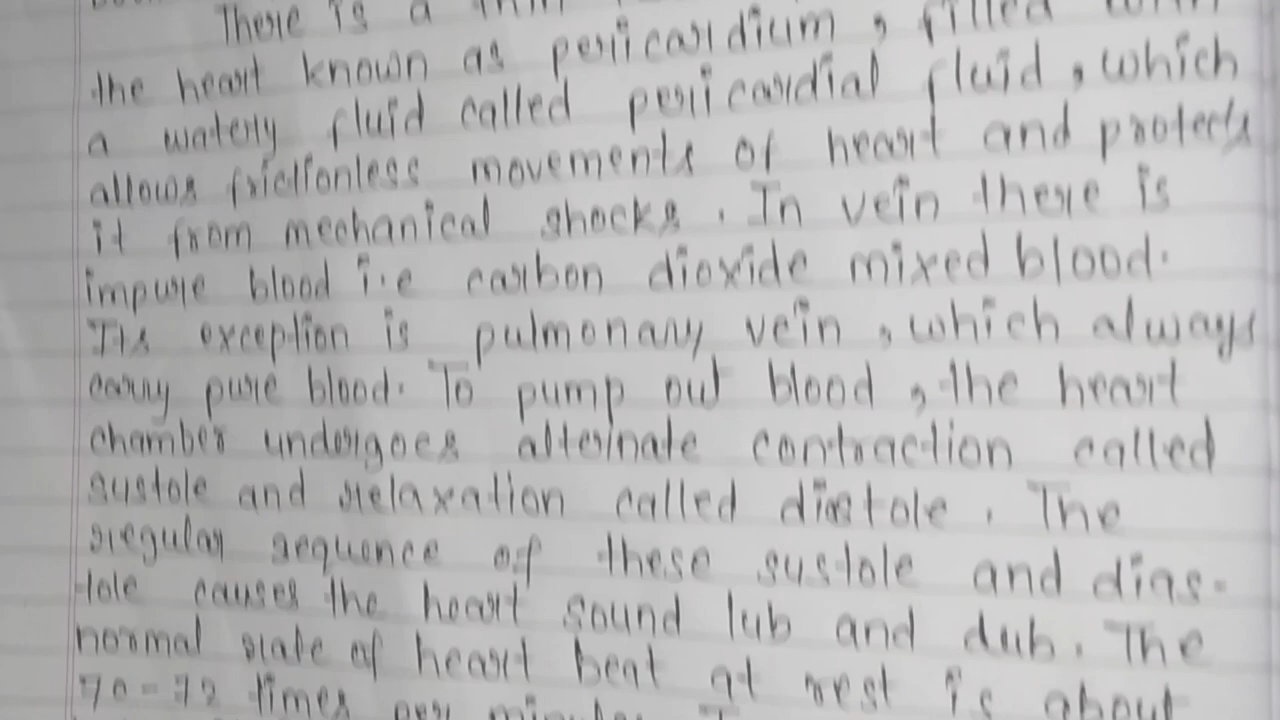 There is a thin
the heart known as pericardium, filled with
a watery fluid called pericardial fluid, which
allows frictionless movements of heart and protects
it from mechanical shocks. In vein there is
impure blood i.e carbon dioxide mixed blood.
Its exception is pulmonary vein, which always
carry pure blood. To pump out blood, the heart
chamber undergoes alternate contraction called
systole and relaxation called diastole. The
regular sequence of these systole and dias-
tole causes the heart sound lub and dub. The
normal rate of heart beat at rest is about
70-72 times per minute.